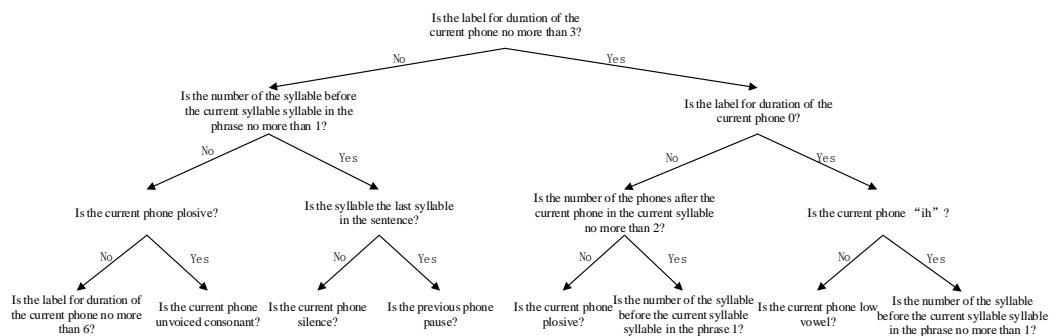 Is the label for duration of the
current phone no more than 3?
No
Yes
Is the number of the syllable before
the current syllable syllable in the
phrase no more than 1?
Is the label for duration of the
current phone 0?
No
Yes
No
Yes
Is the current phone plosive?
Is the syllable the last syllable
in the sentence?
Is the number of the phones after the
current phone in the current syllable
no more than 2?
Is the current phone “ih”?
No
Yes
No
Yes
No
Yes
No
Yes
Is the label for duration of
the current phone no more
than 6?
Is the current phone
unvoiced consonant?
Is the current phone
silence?
Is the previous phone
pause?
Is the current phone
plosive?
Is the number of the syllable
before the current syllable
syllable in the phrase 1?
Is the current phone low
vowel?
Is the number of the syllable
before the current syllable syllable
in the phrase no more than 1?